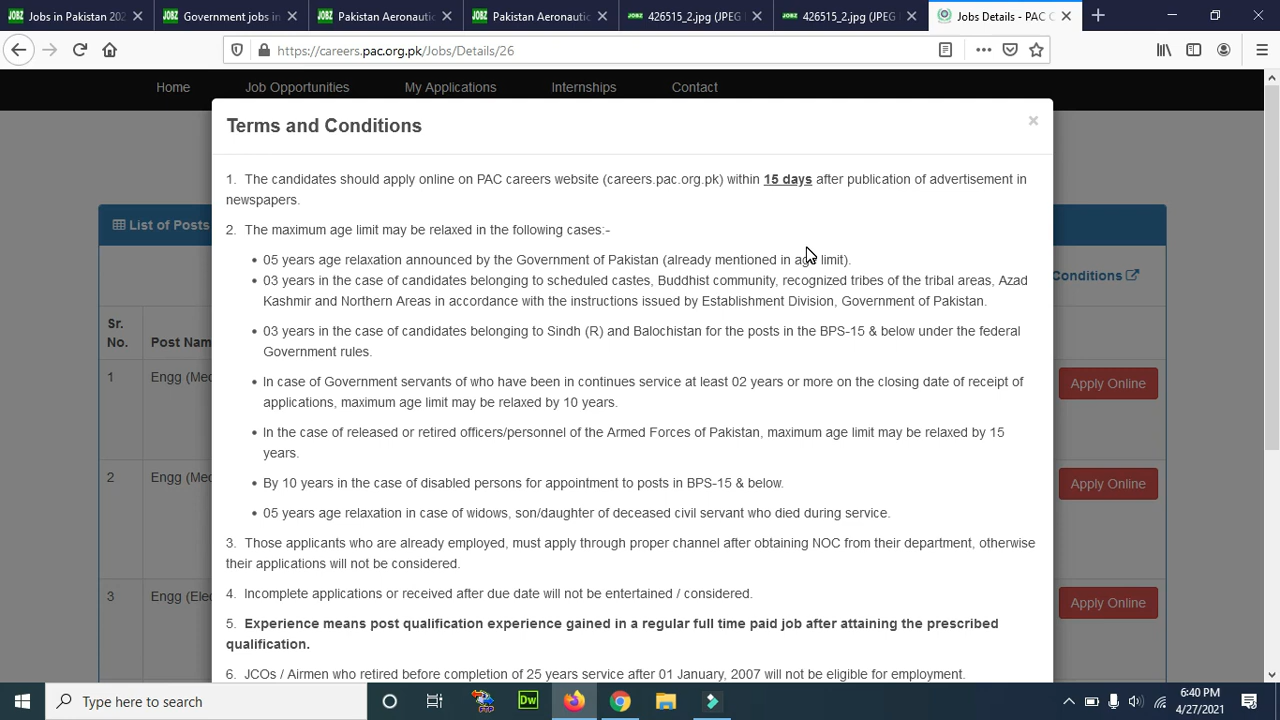 Jobs in Pakistan 202
Government jobs in
Pakistan Aeronautic
Pakistan Aeronautic
426515_2.jpg (JPEG I
426515_2.jpg (JPEG I
Jobs Details - PAC C
https://careers.pac.org.pk/Jobs/Details/26
Home
Job Opportunities
My Applications
Internships
Contact
Terms and Conditions
×
1. The candidates should apply online on PAC careers website (careers.pac.org.pk) within 15 days after publication of advertisement in
newspapers.
2. The maximum age limit may be relaxed in the following cases:-
• 05 years age relaxation announced by the Government of Pakistan (already mentioned in age limit).
• 03 years in the case of candidates belonging to scheduled castes, Buddhist community, recognized tribes of the tribal areas, Azad
Kashmir and Northern Areas in accordance with the instructions issued by Establishment Division, Government of Pakistan.
• 03 years in the case of candidates belonging to Sindh (R) and Balochistan for the posts in the BPS-15 & below under the federal
Government rules.
• In case of Government servants of who have been in continues service at least 02 years or more on the closing date of receipt of
applications, maximum age limit may be relaxed by 10 years.
• In the case of released or retired officers/personnel of the Armed Forces of Pakistan, maximum age limit may be relaxed by 15
years.
• By 10 years in the case of disabled persons for appointment to posts in BPS-15 & below.
• 05 years age relaxation in case of widows, son/daughter of deceased civil servant who died during service.
3. Those applicants who are already employed, must apply through proper channel after obtaining NOC from their department, otherwise
their applications will not be considered.
4. Incomplete applications or received after due date will not be entertained / considered.
5. Experience means post qualification experience gained in a regular full time paid job after attaining the prescribed
qualification.
6. JCOs / Airmen who retired before completion of 25 years service after 01 January, 2007 will not be eligible for employment.
List of Posts
Conditions
Sr.
No.
Post Nam
1
Engg (Mec
Apply Online
2
Engg (Mec
Apply Online
3
Engg (Elec
Apply Online
Type here to search
Dw
6:40 PM
4/27/2021